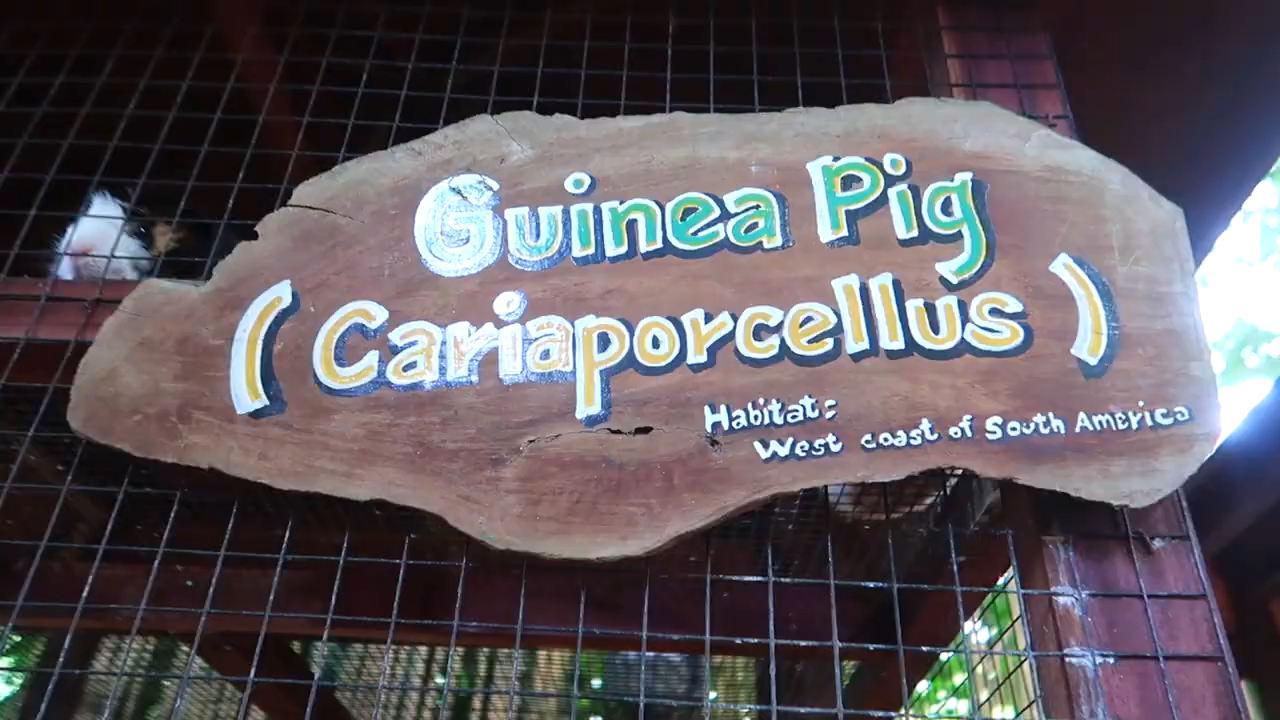 Guinea Pig
(Cariaporcellus)
Habitat:
West coast of South America